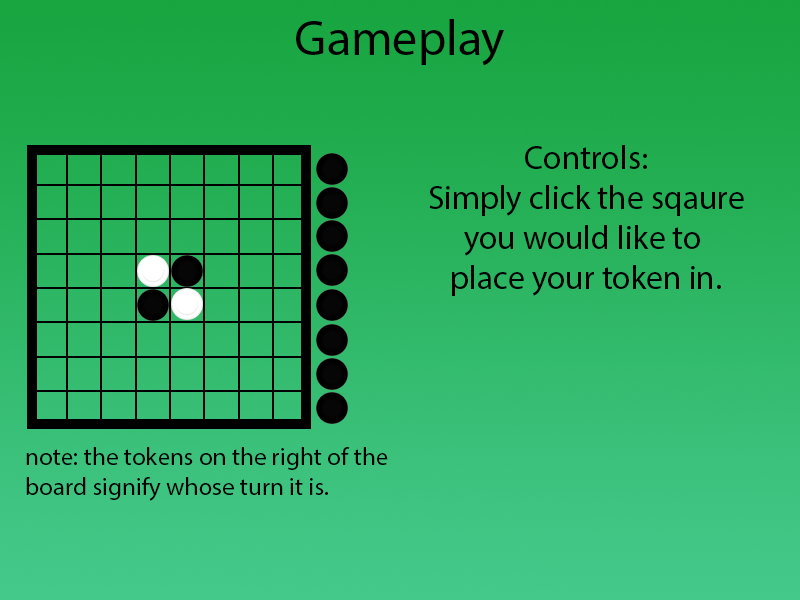 Gameplay
Controls:
Simply click the sqaure
you would like to
place your token in.
note: the tokens on the right of the
board signify whose turn it is.